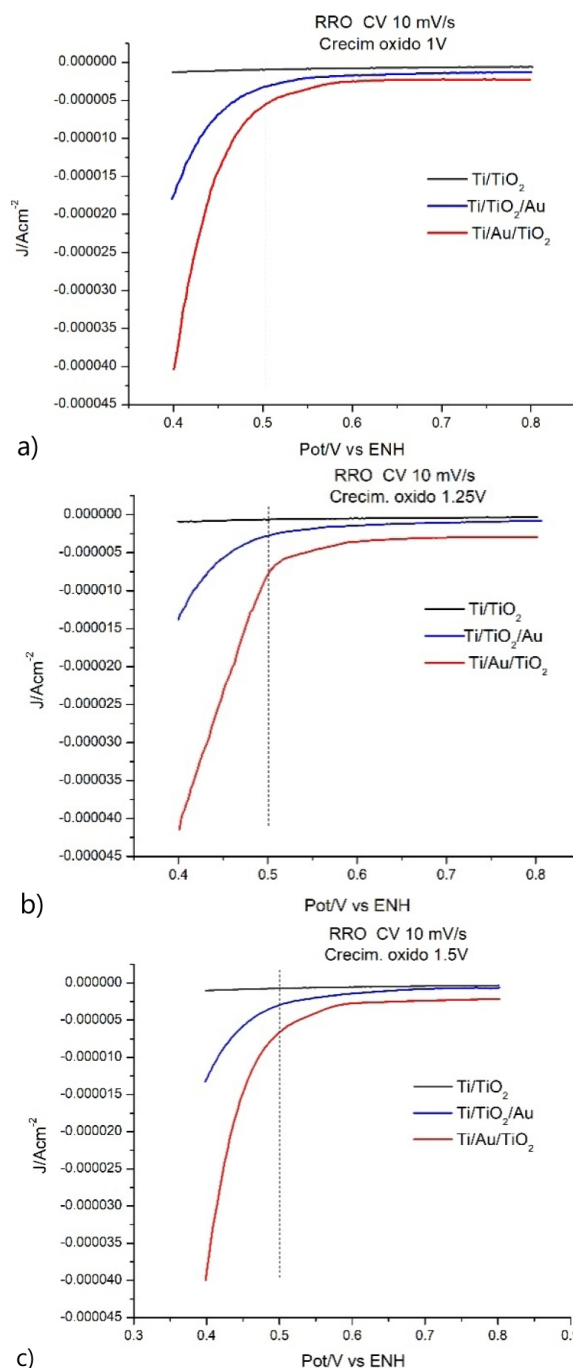 RRO CV 10 mV/s
Crecim oxido 1V
0.000000
-0.000005
-0.000010
-0.000015
-0.000020
-0.000025
-0.000030
-0.000035
-0.000040
-0.000045
J/Acm⁻²
Ti/TiO₂
Ti/TiO₂/Au
Ti/Au/TiO₂
0.4 0.5 0.6 0.7 0.8
Pot/V vs ENH
a)
RRO CV 10 mV/s
Crecim. oxido 1.25V
0.000000
-0.000005
-0.000010
-0.000015
-0.000020
-0.000025
-0.000030
-0.000035
-0.000040
-0.000045
J/Acm⁻²
Ti/TiO₂
Ti/TiO₂/Au
Ti/Au/TiO₂
0.4 0.5 0.6 0.7 0.8
Pot/V vs ENH
b)
RRO CV 10 mV/s
Crecim. oxido 1.5V
0.000000
-0.000005
-0.000010
-0.000015
-0.000020
-0.000025
-0.000030
-0.000035
-0.000040
-0.000045
J/Acm⁻²
Ti/TiO₂
Ti/TiO₂/Au
Ti/Au/TiO₂
0.3 0.4 0.5 0.6 0.7 0.8
Pot/V vs ENH
c)